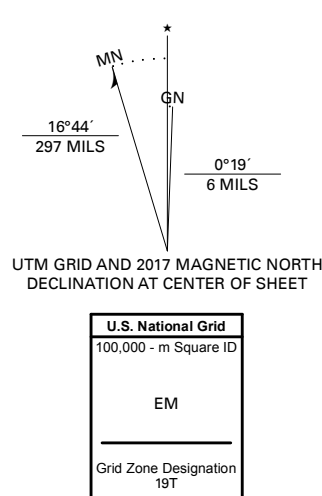 ★
MN
GN
16°44´
297 MILS
0°19´
6 MILS
UTM GRID AND 2017 MAGNETIC NORTH
DECLINATION AT CENTER OF SHEET
U.S. National Grid
100,000 - m Square ID
EM
Grid Zone Designation
19T